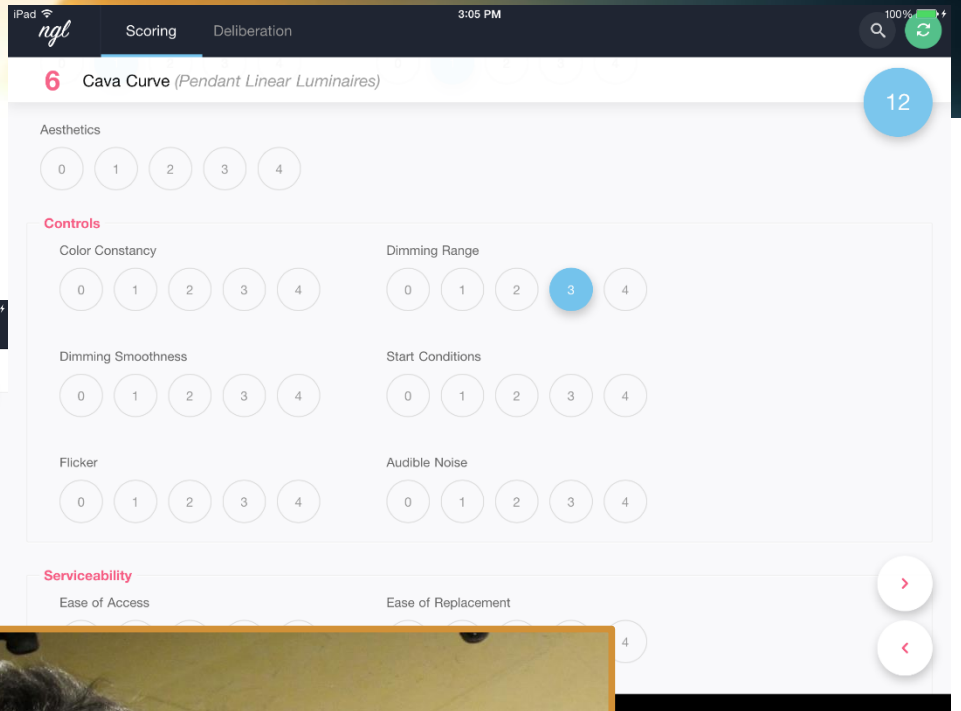 iPad 3:05 PM 100%
ngl Scoring Deliberation
6 Cava Curve (Pendant Linear Luminaires)
12
Aesthetics
0 1 2 3 4
Controls
Color Constancy Dimming Range
0 1 2 3 4 0 1 2 3 4
Dimming Smoothness Start Conditions
0 1 2 3 4 0 1 2 3 4
Flicker Audible Noise
0 1 2 3 4 0 1 2 3 4
Serviceability
Ease of Access Ease of Replacement
4